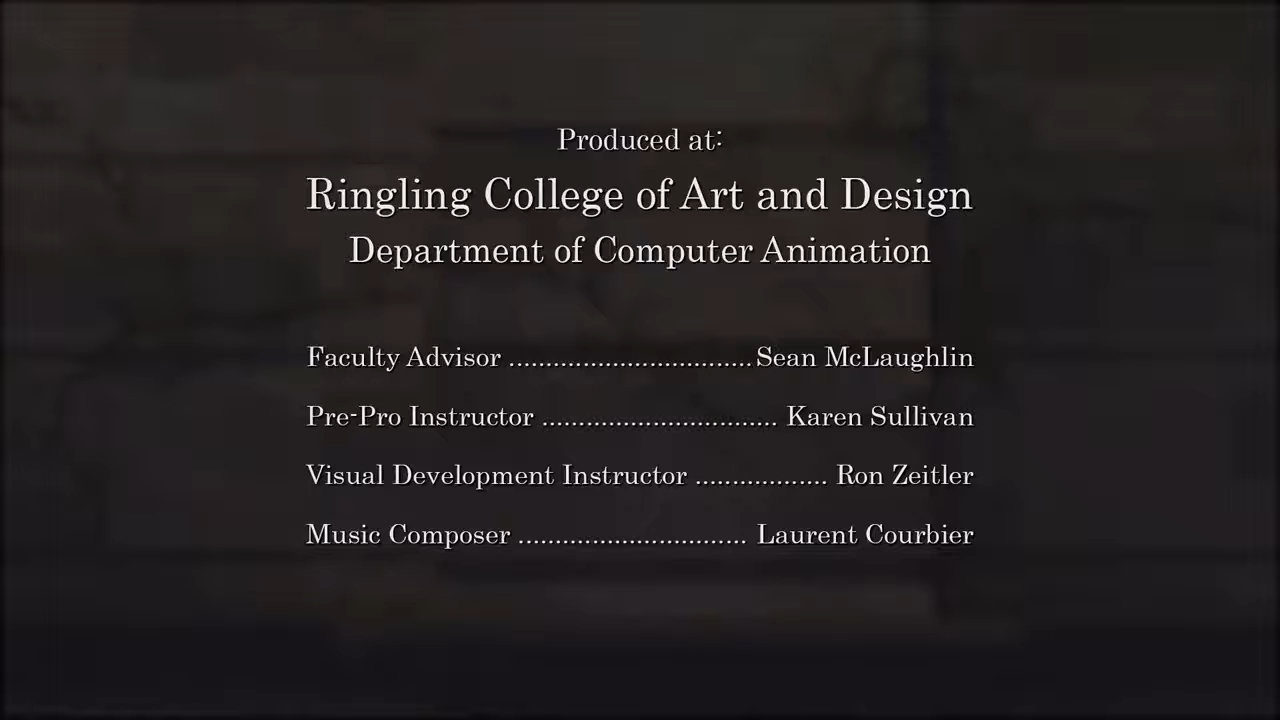 Produced at:
Ringling College of Art and Design
Department of Computer Animation
Faculty Advisor ................................. Sean McLaughlin
Pre-Pro Instructor ................................ Karen Sullivan
Visual Development Instructor .................. Ron Zeitler
Music Composer ............................... Laurent Courbier